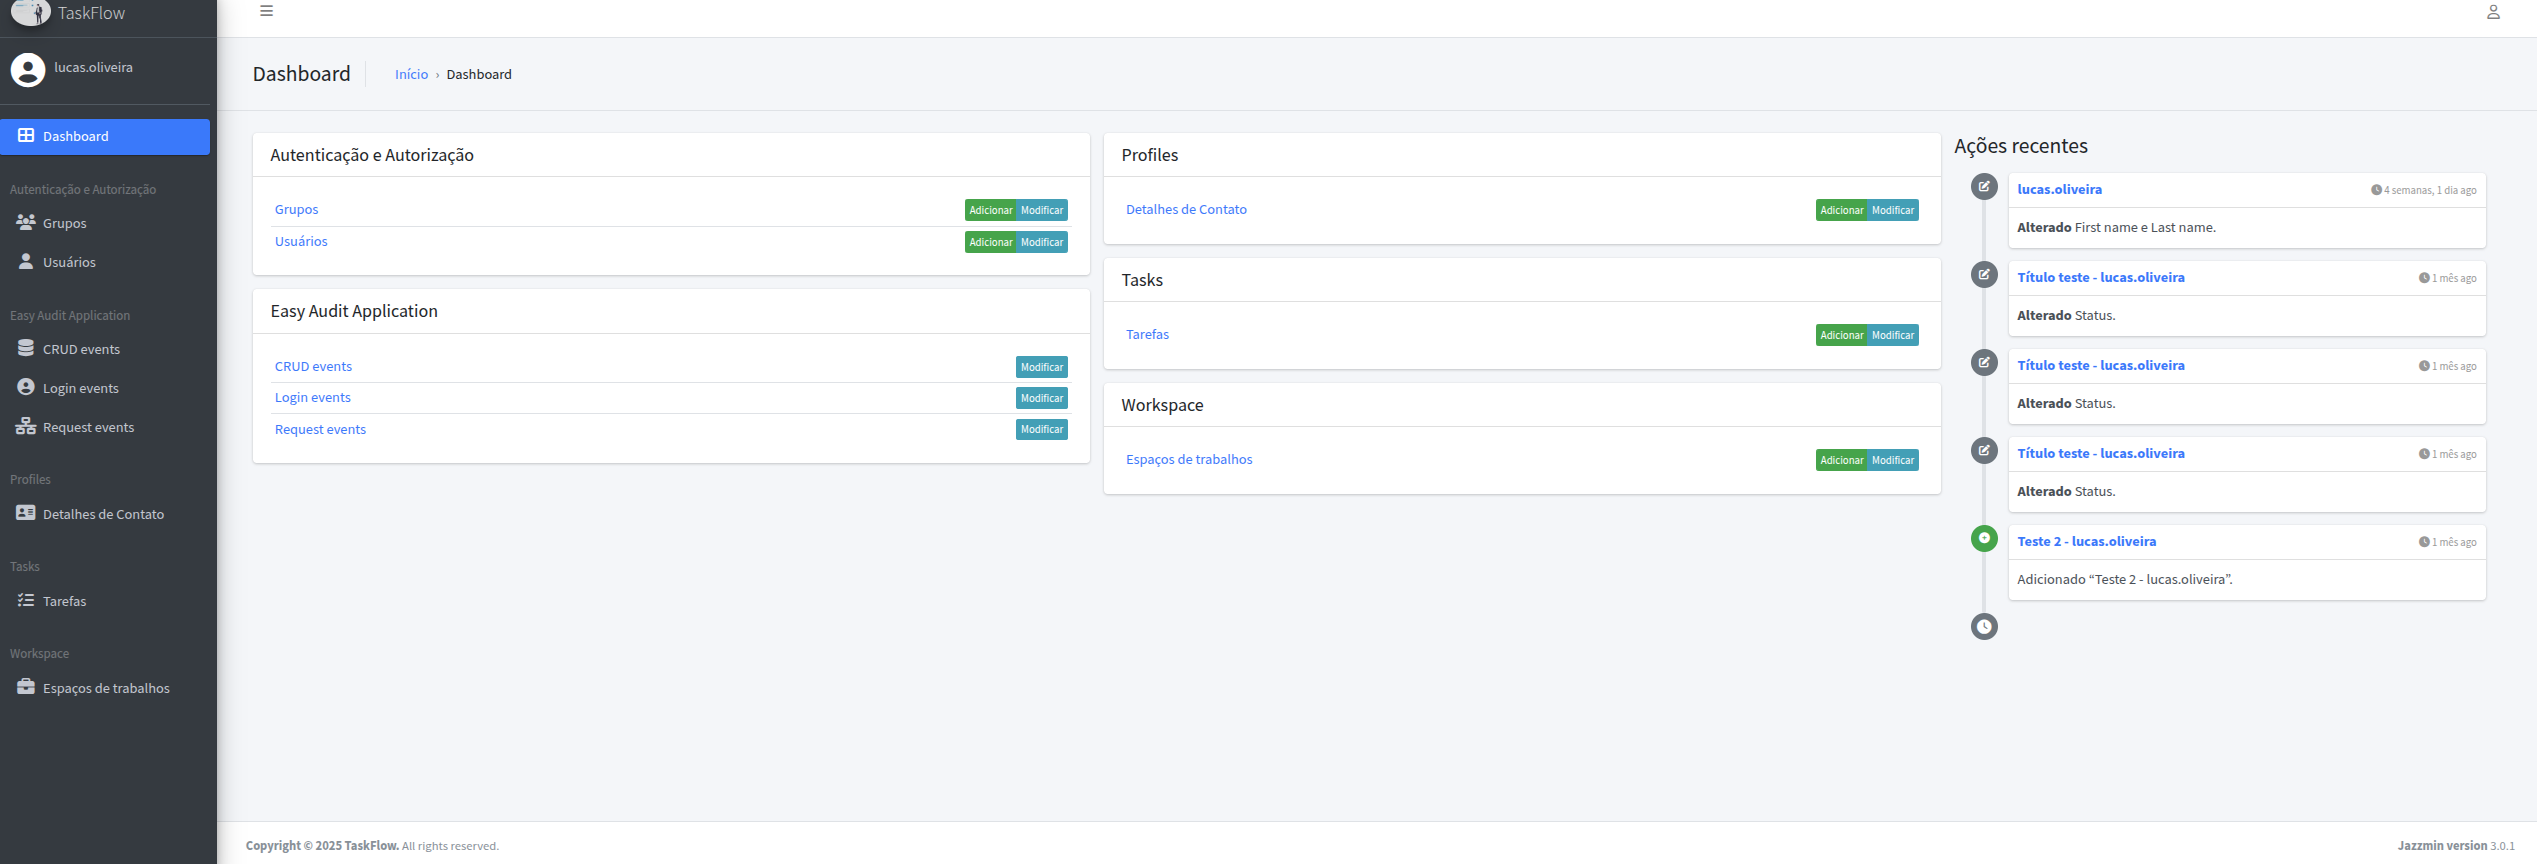 TaskFlow
lucas.oliveira
Dashboard
Autenticação e Autorização
Grupos
Usuários
Easy Audit Application
CRUD events
Login events
Request events
Profiles
Detalhes de Contato
Tasks
Tarefas
Workspace
Espaços de trabalhos
Dashboard
Início › Dashboard
Autenticação e Autorização
Grupos Adicionar Modificar
Usuários Adicionar Modificar
Easy Audit Application
CRUD events Modificar
Login events Modificar
Request events Modificar
Profiles
Detalhes de Contato Adicionar Modificar
Tasks
Tarefas Adicionar Modificar
Workspace
Espaços de trabalhos Adicionar Modificar
Ações recentes
lucas.oliveira 4 semanas, 1 dia ago
Alterado First name e Last name.
Título teste - lucas.oliveira 1 mês ago
Alterado Status.
Título teste - lucas.oliveira 1 mês ago
Alterado Status.
Título teste - lucas.oliveira 1 mês ago
Alterado Status.
Teste 2 - lucas.oliveira 1 mês ago
Adicionado “Teste 2 - lucas.oliveira”.
Copyright © 2025 TaskFlow. All rights reserved.
Jazzmin version 3.0.1